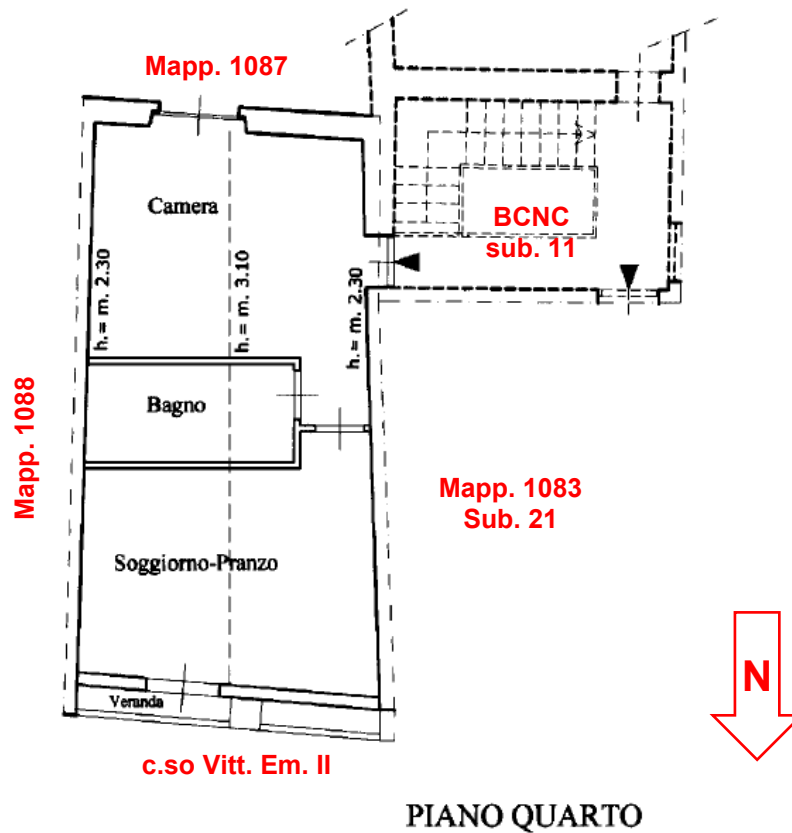 Mapp. 1087
Camera
BCNC
sub. 11
h.= m. 2.30
h.= m. 3.10
h.= m. 2.30
Bagno
Mapp. 1088
Mapp. 1083
Sub. 21
Soggiorno-Pranzo
N
Veranda
c.so Vitt. Em. II
PIANO QUARTO